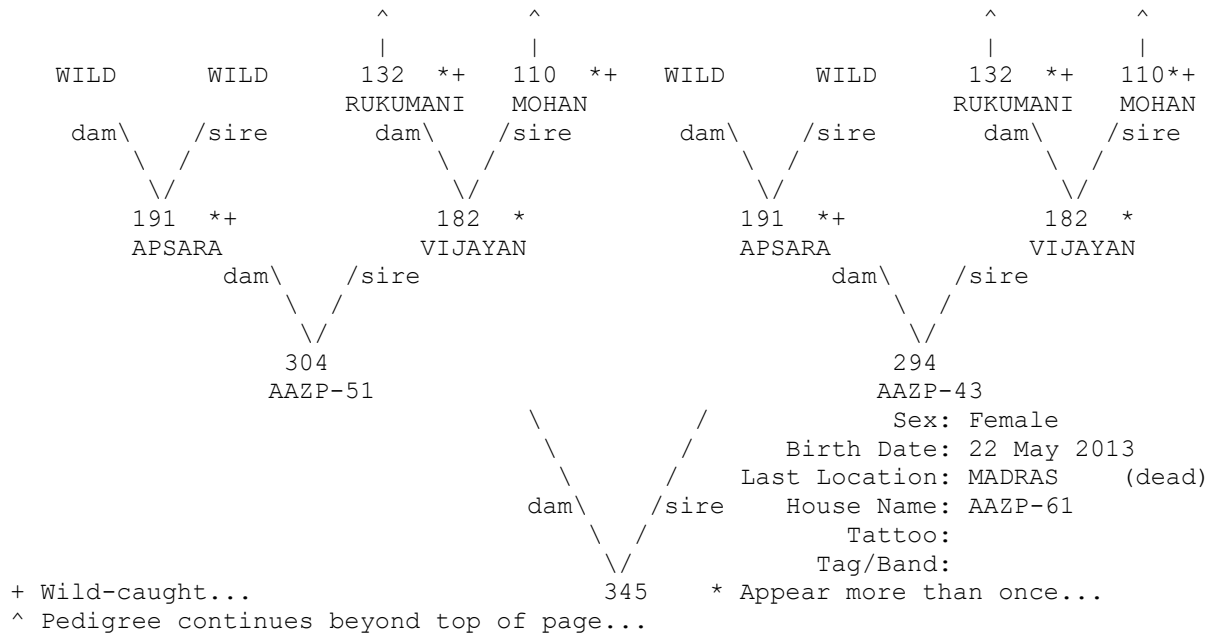 ^ ^ ^ ^
| | | |
WILD WILD 132 *+ 110 *+ WILD WILD 132 *+ 110*+
RUKUMANI MOHAN RUKUMANI MOHAN
dam\ /sire dam\ /sire dam\ /sire dam\ /sire
\ / \ / \ / \ /
\/ \/ \/ \/
191 *+ 182 * 191 *+ 182 *
APSARA VIJAYAN APSARA VIJAYAN
dam\ /sire dam\ /sire
\ / \ /
\/ \/
304 294
AAZP-51 AAZP-43
\ / Sex: Female
\ / Birth Date: 22 May 2013
\ / Last Location: MADRAS (dead)
dam\ /sire House Name: AAZP-61
\ / Tattoo:
\/ Tag/Band:
+ Wild-caught... 345 * Appear more than once...
^ Pedigree continues beyond top of page...